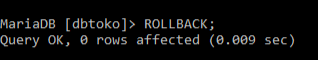 MariaDB [dbtoko]> ROLLBACK;
Query OK, 0 rows affected (0.009 sec)